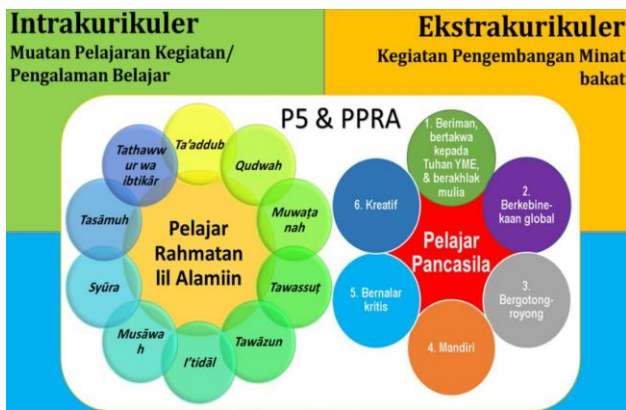 Intrakurikuler
Muatan Pelajaran Kegiatan/
Pengalaman Belajar
Ekstrakurikuler
Kegiatan Pengembangan Minat
bakat
P5 & PPRA
Ta'addub
Qudwah
Muwaṭa
nah
Tawassuṭ
Tawāzun
I'tidāl
Musāwa
h
Syūra
Tasāmuh
Tathaww
ur wa
ibtikâr
Pelajar
Rahmatan
lil Alamiin
1. Beriman,
bertakwa
kepada
Tuhan YME,
& berakhlak
mulia
2.
Berkebine-
kaan global
3.
Bergotong-
royong
4. Mandiri
5. Bernalar
kritis
6. Kreatif
Pelajar
Pancasila